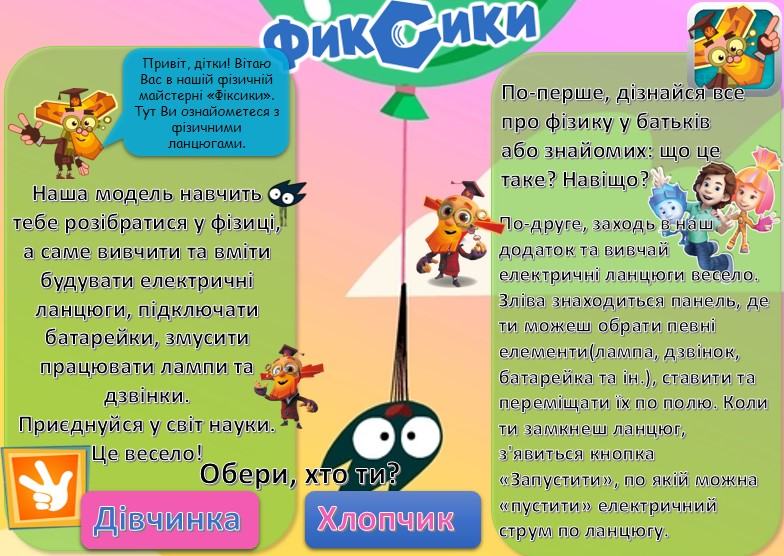 Фиксики
Привіт, дітки! Вітаю
Вас в нашій фізичній
майстерні «Фіксики».
Тут Ви ознайометеся з
фізичними
ланцюгами.
Наша модель навчить
тебе розібратися у фізиці,
а саме вивчити та вміти
будувати електричні
ланцюги, підключати
батарейки, змусити
працювати лампи та
дзвінки.
Приєднуйся у світ науки.
Це весело!
По-перше, дізнайся все
про фізику у батьків
або знайомих: що це
таке? Навіщо?
По-друге, заходь в наш
додаток та вивчай
електричні ланцюги весело.
Зліва знаходиться панель, де
ти можеш обрати певні
елементи(лампа, дзвінок,
батарейка та ін.), ставити та
переміщати їх по полю. Коли
ти замкнеш ланцюг,
з'явиться кнопка
«Запустити», по якій можна
«пустити» електричний
струм по ланцюгу.
Обери, хто ти?
Дівчинка
Хлопчик